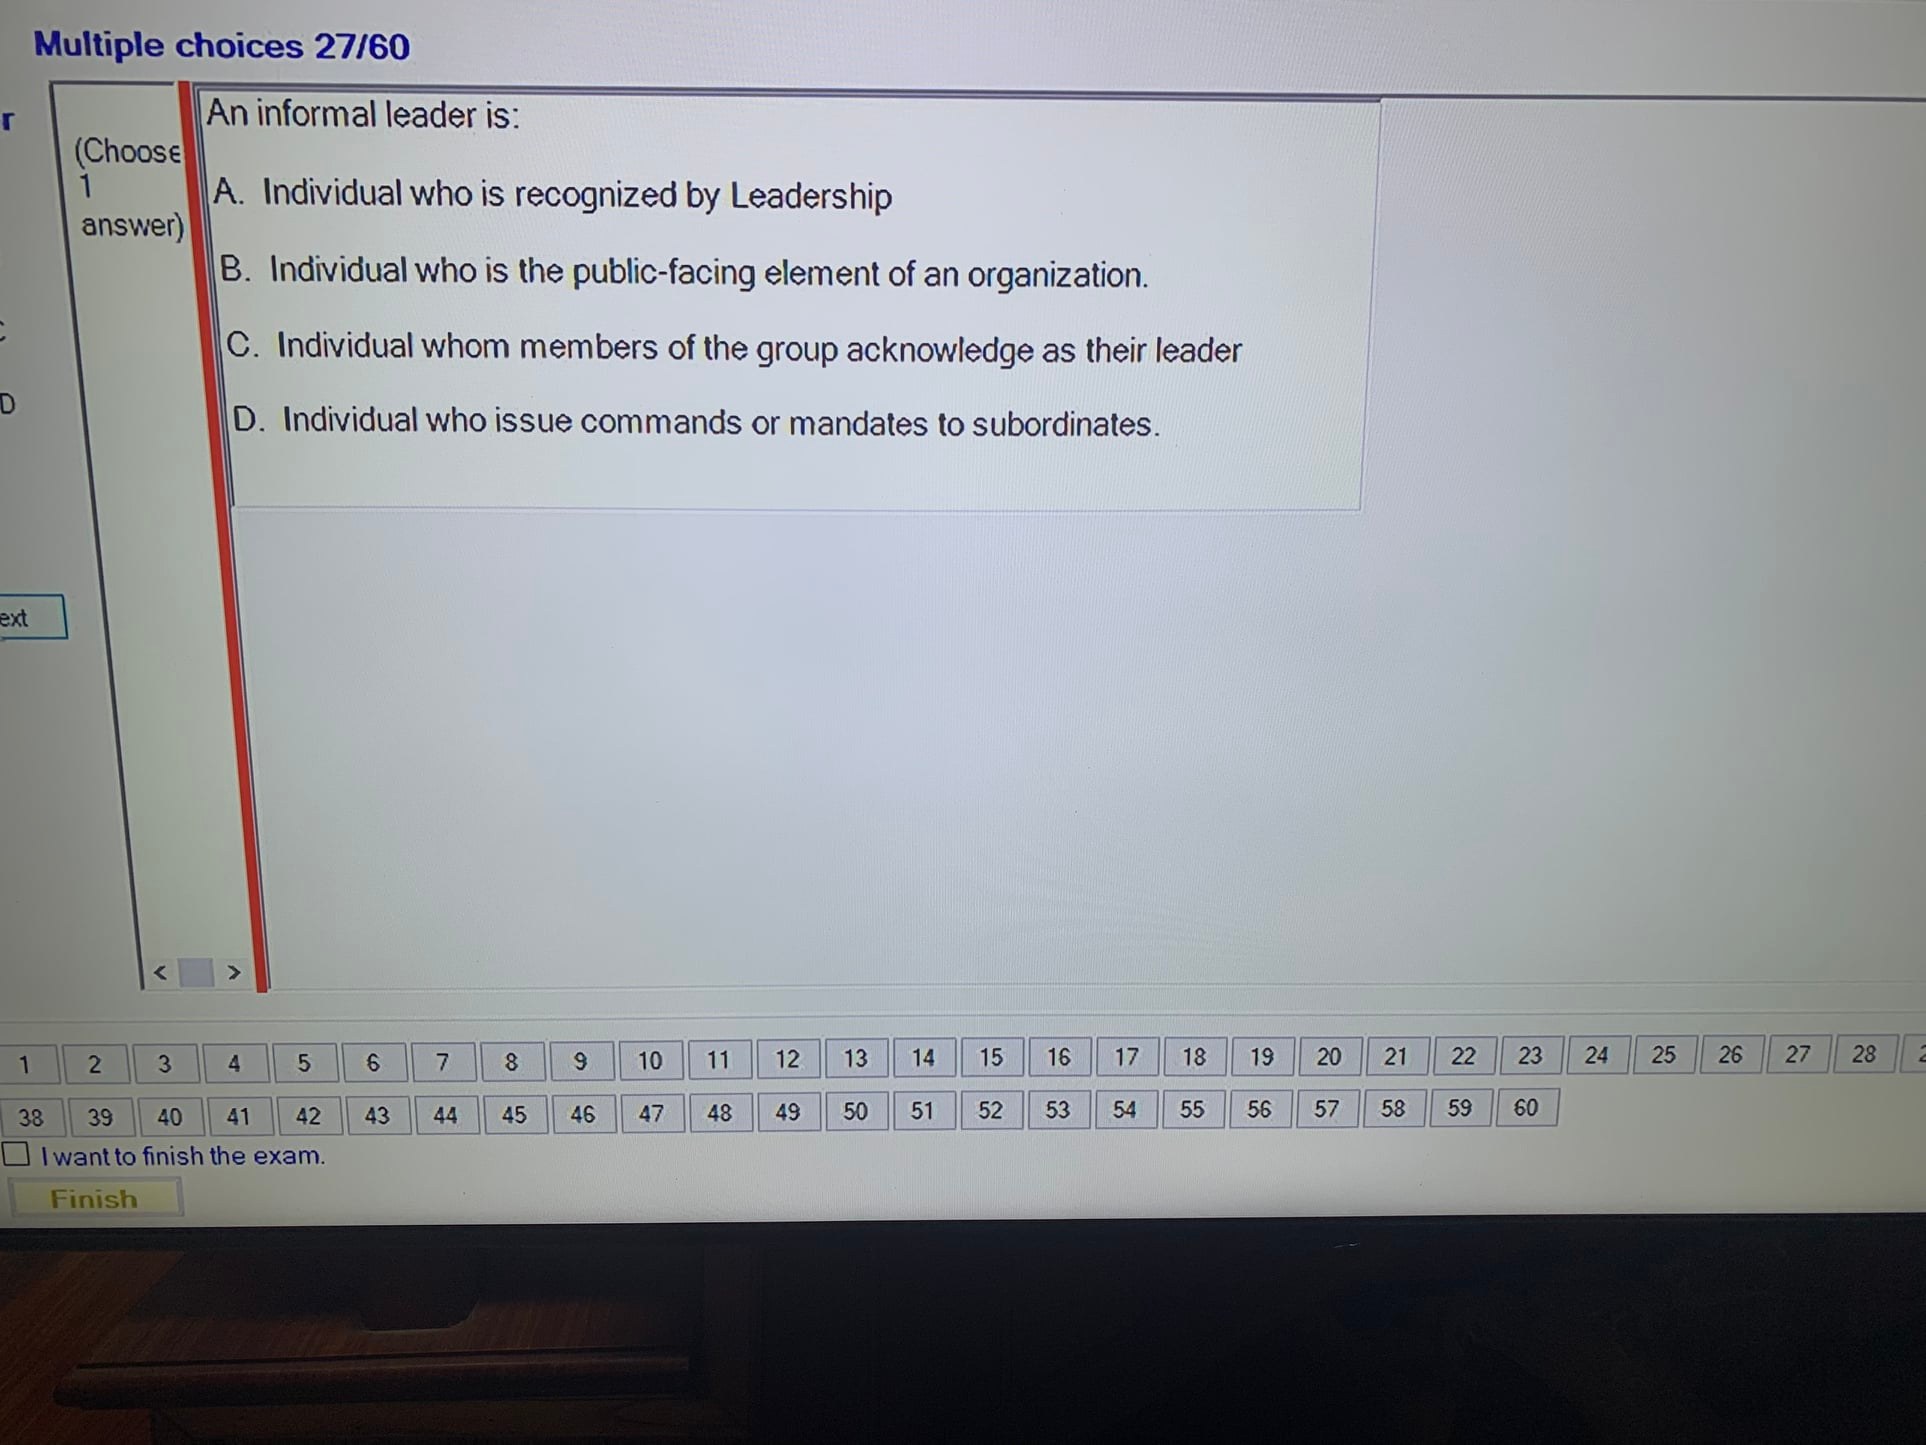 Multiple choices 27/60
r
(Choose
1
answer)
An informal leader is:
A. Individual who is recognized by Leadership
B. Individual who is the public-facing element of an organization.
C. Individual whom members of the group acknowledge as their leader
D. Individual who issue commands or mandates to subordinates.
D
ext
< >
1 2 3 4 5 6 7 8 9 10 11 12 13 14 15 16 17 18 19 20 21 22 23 24 25 26 27 28
38 39 40 41 42 43 44 45 46 47 48 49 50 51 52 53 54 55 56 57 58 59 60
I want to finish the exam.
Finish